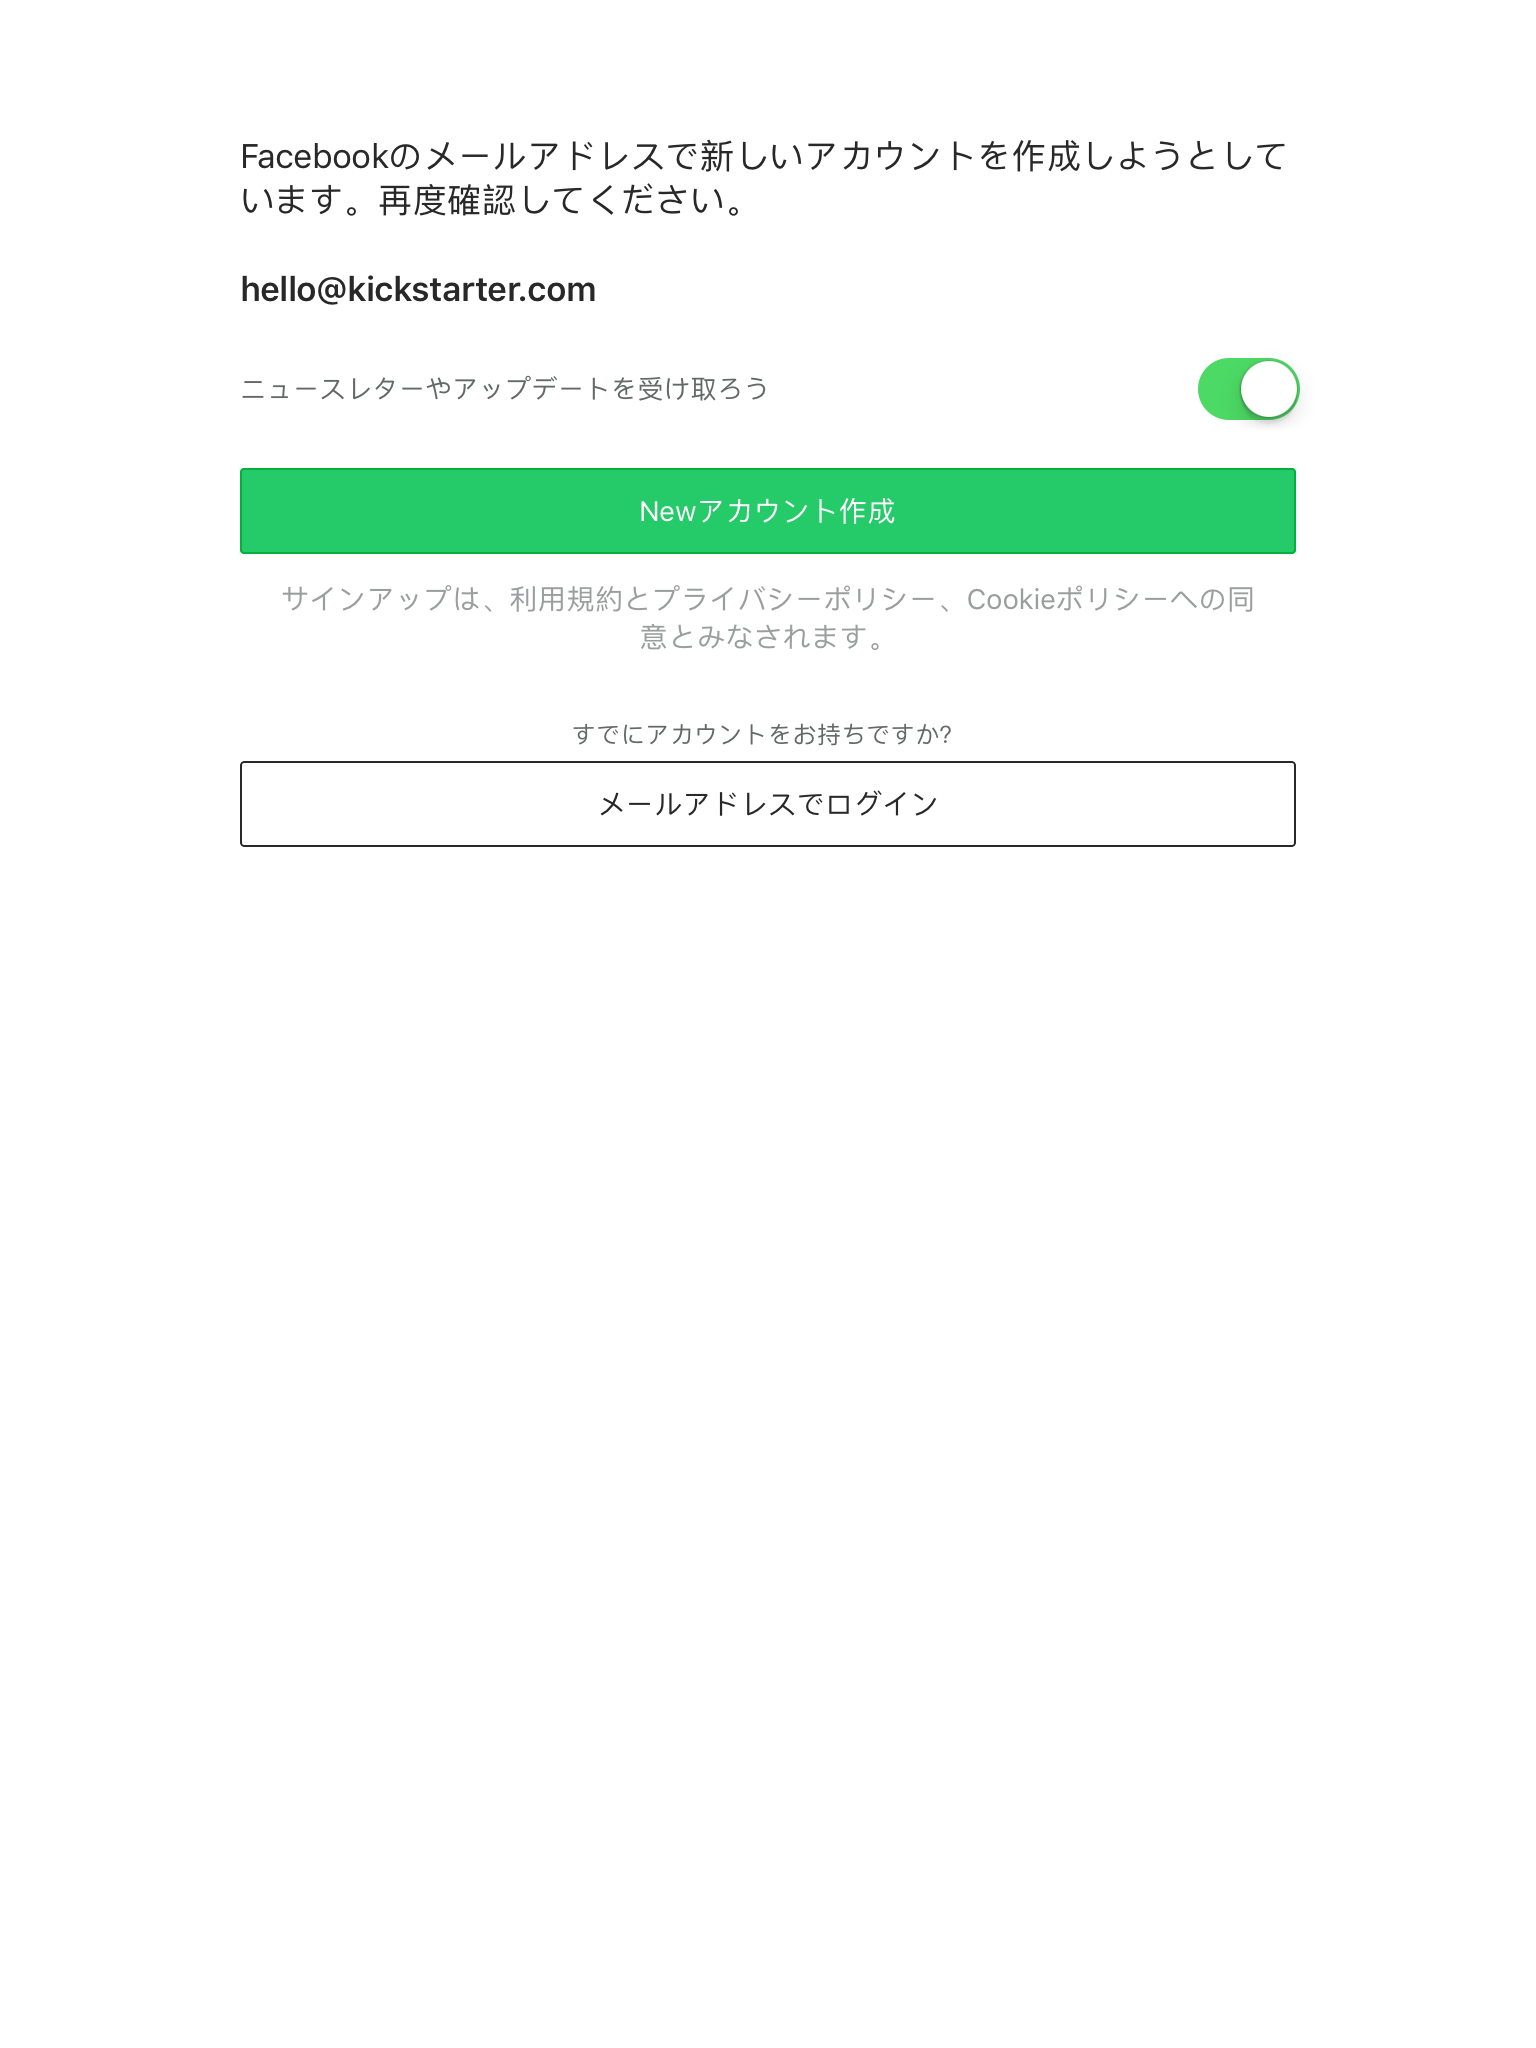 Facebookのメールアドレスで新しいアカウントを作成しようとして
います。再度確認してください。
hello@kickstarter.com
ニュースレターやアップデートを受け取ろう
Newアカウント作成
サインアップは、利用規約とプライバシーポリシー、Cookieポリシーへの同
意とみなされます。
すでにアカウントをお持ちですか?
メールアドレスでログイン